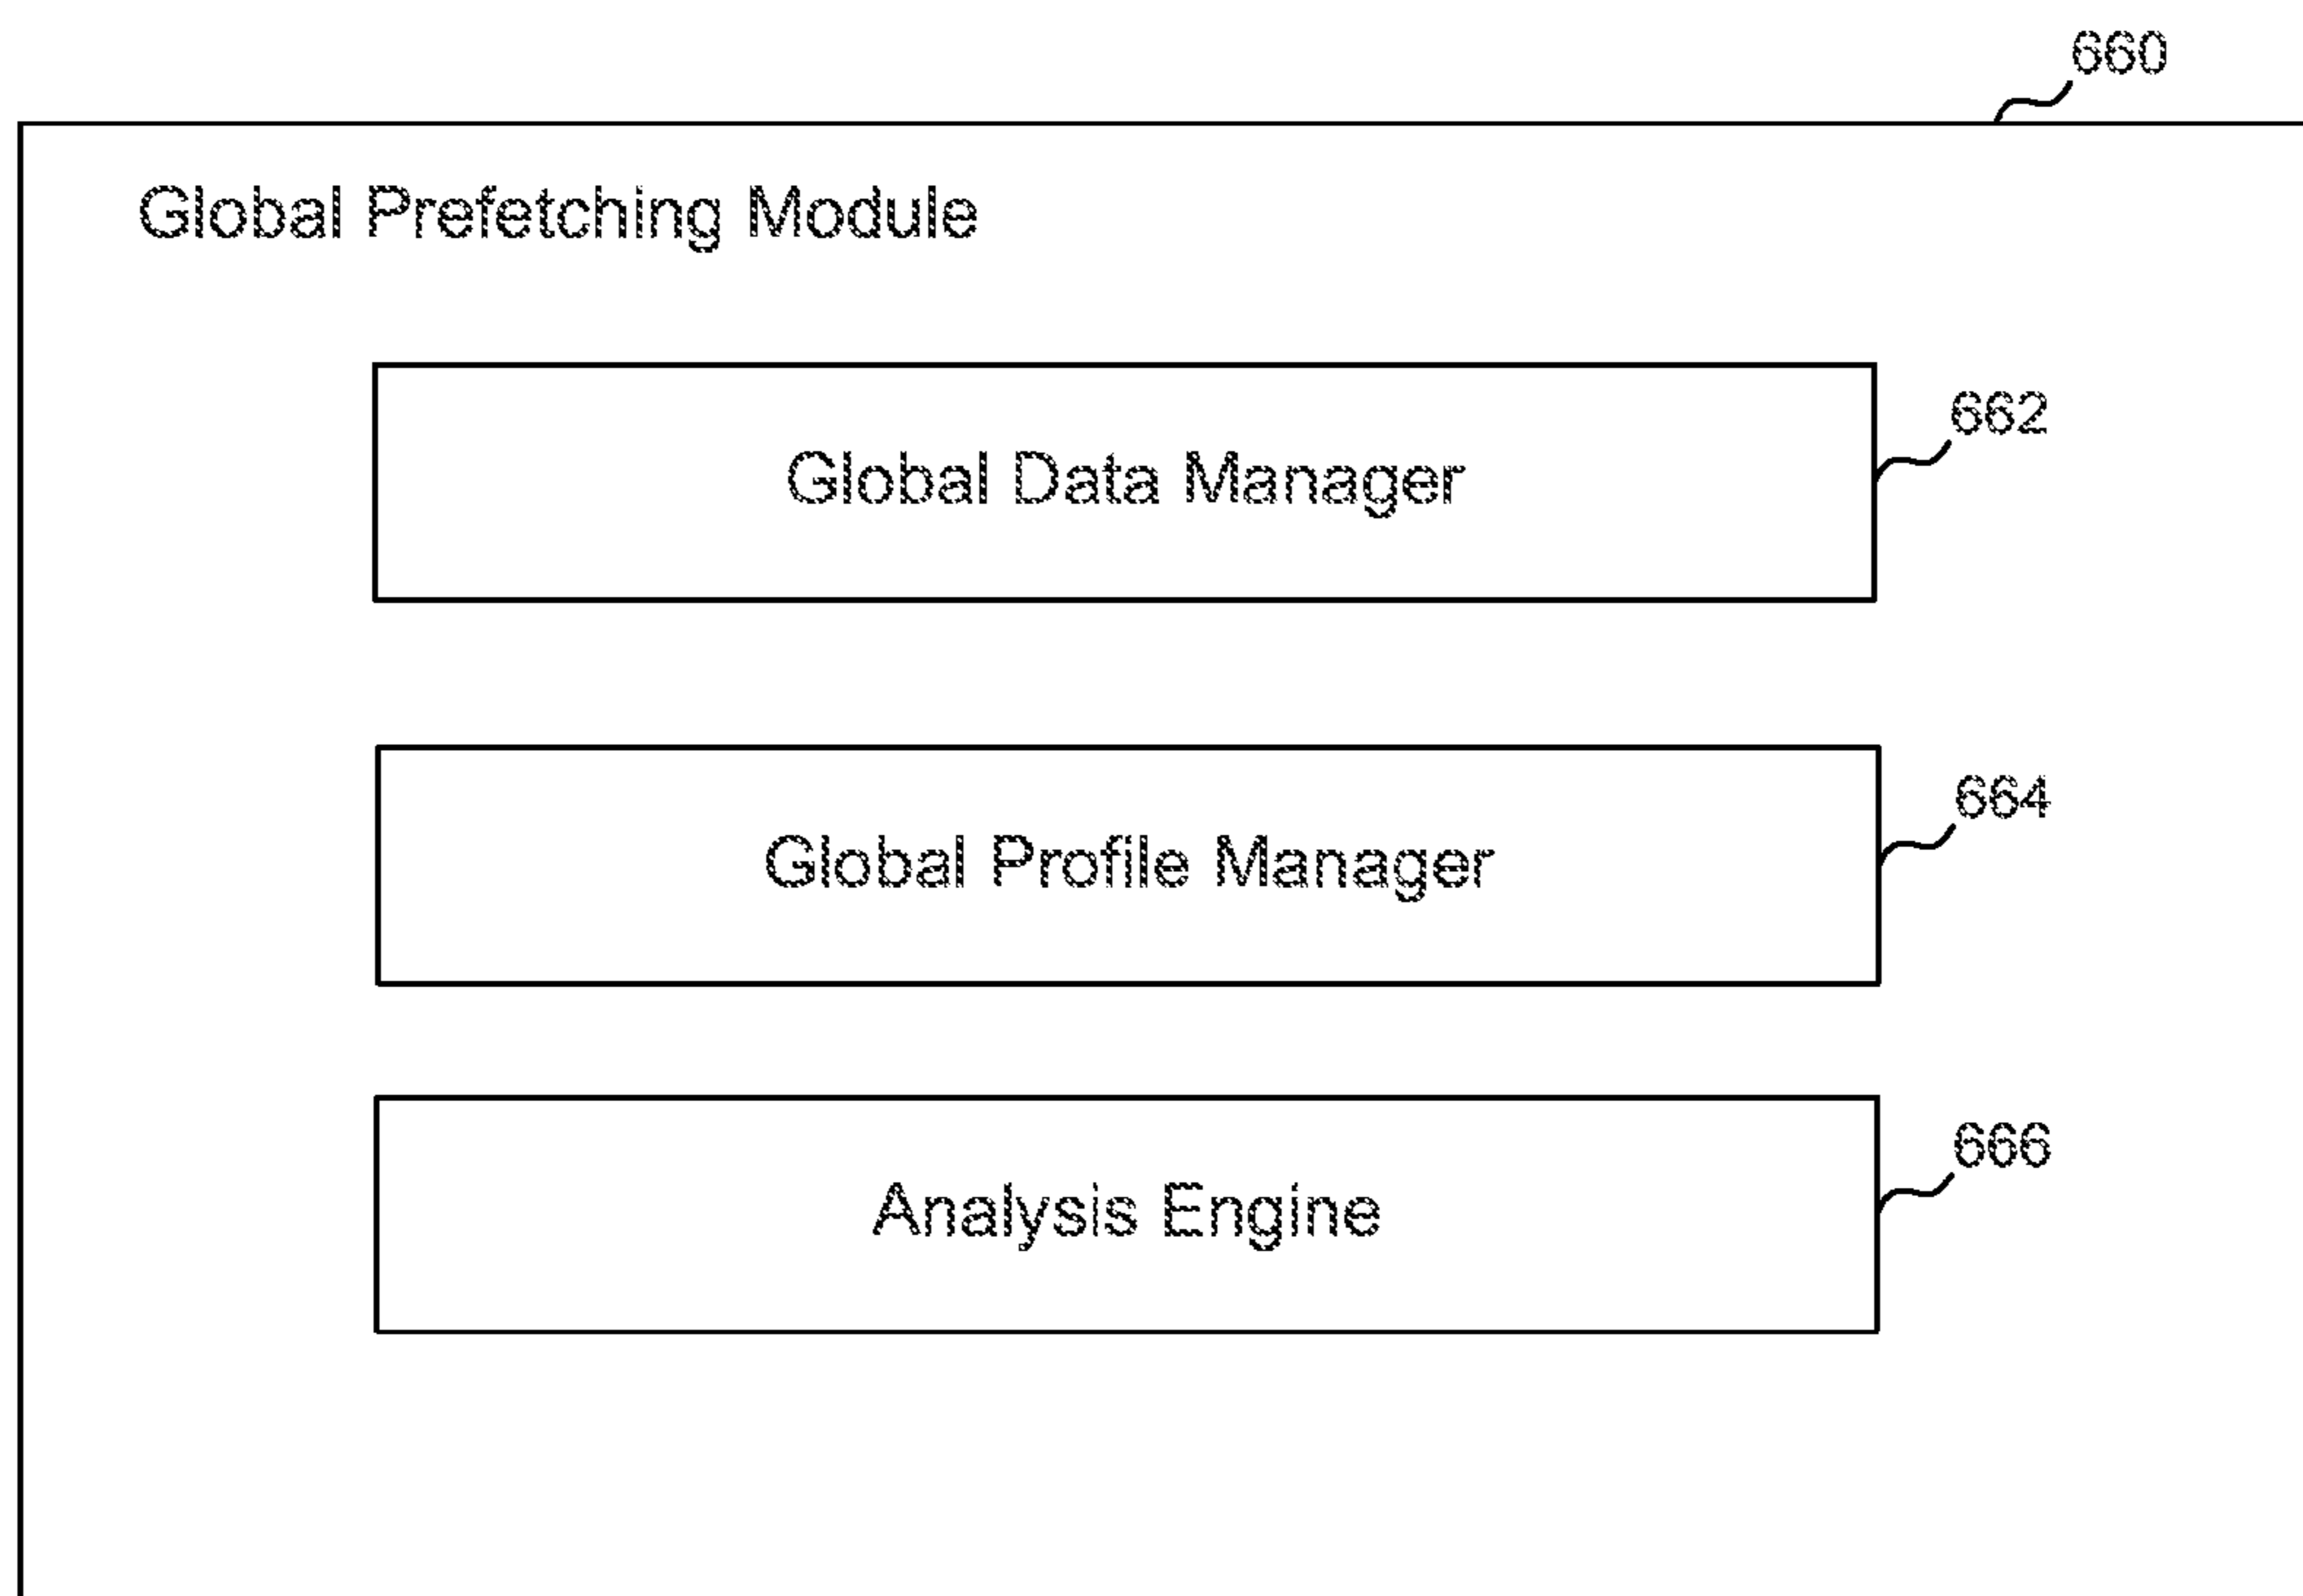 660
Global Prefetching Module
662
Global Data Manager
664
Global Profile Manager
666
Analysis Engine